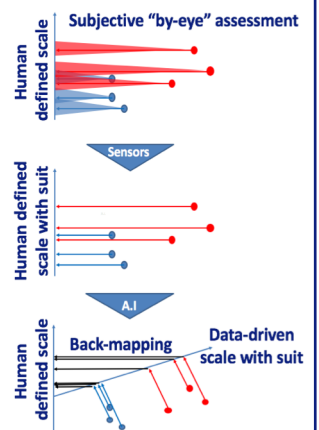 Subjective “by-eye” assessment
Human
defined scale
Sensors
Human defined
scale with suit
A.I
Human
defined scale
Back-mapping
Data-driven
scale with suit